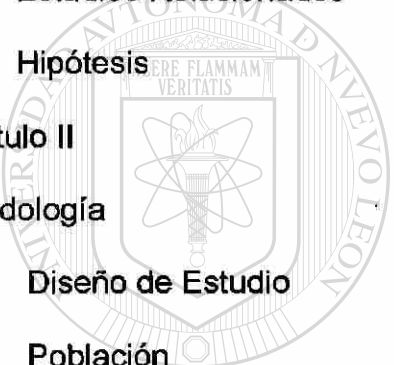 Hipótesis
ERE FLAMMAM
VERITATIS
tulo II
dología
Diseño de Estudio
Población